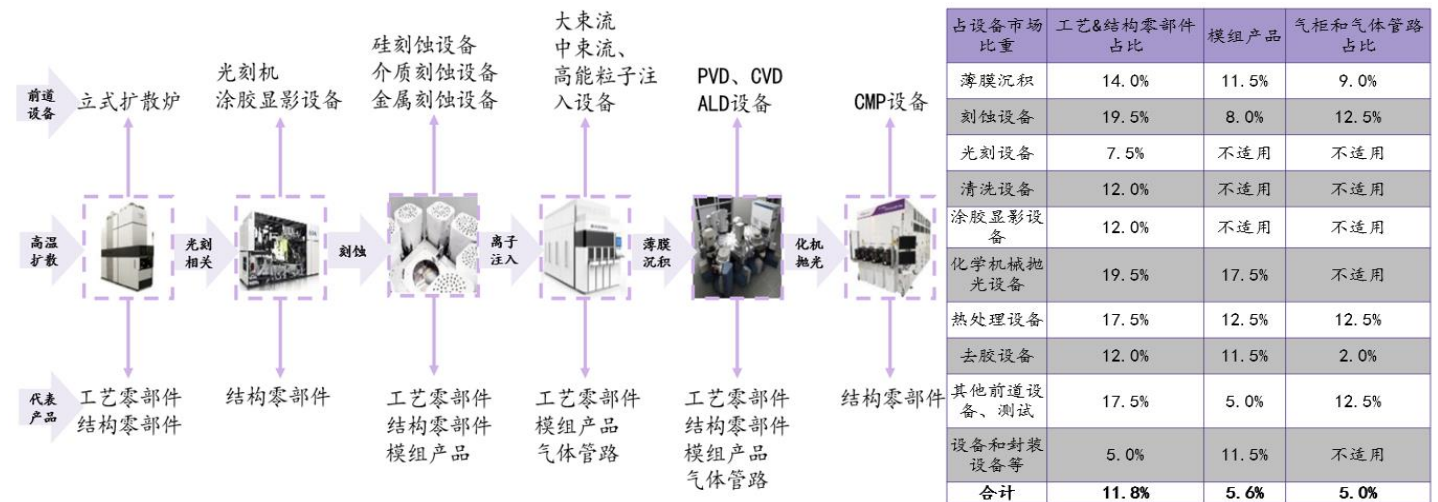 前道
设备
立式扩散炉
光刻机
涂胶显影设备
硅刻蚀设备
介质刻蚀设备
金属刻蚀设备
大束流
中束流、
高能粒子注
入设备
PVD、CVD
ALD设备
CMP设备
高温
扩散
光刻
相关
刻蚀
离子
注入
薄膜
沉积
化机
抛光
代表
产品
工艺零部件
结构零部件
结构零部件
工艺零部件
结构零部件
模组产品
工艺零部件
模组产品
气体管路
工艺零部件
结构零部件
模组产品
气体管路
结构零部件
占设备市场
比重
工艺&结构零部件
占比
模组产品
气柜和气体管路
占比
薄膜沉积 14.0% 11.5% 9.0%
刻蚀设备 19.5% 8.0% 12.5%
光刻设备 7.5% 不适用 不适用
清洗设备 12.0% 不适用 不适用
涂胶显影设
备 12.0% 不适用 不适用
化学机械抛
光设备 19.5% 17.5% 不适用
热处理设备 17.5% 12.5% 12.5%
去胶设备 12.0% 11.5% 2.0%
其他前道设
备、测试 17.5% 5.0% 12.5%
设备和封装
设备等 5.0% 11.5% 不适用
合计 11.8% 5.6% 5.0%